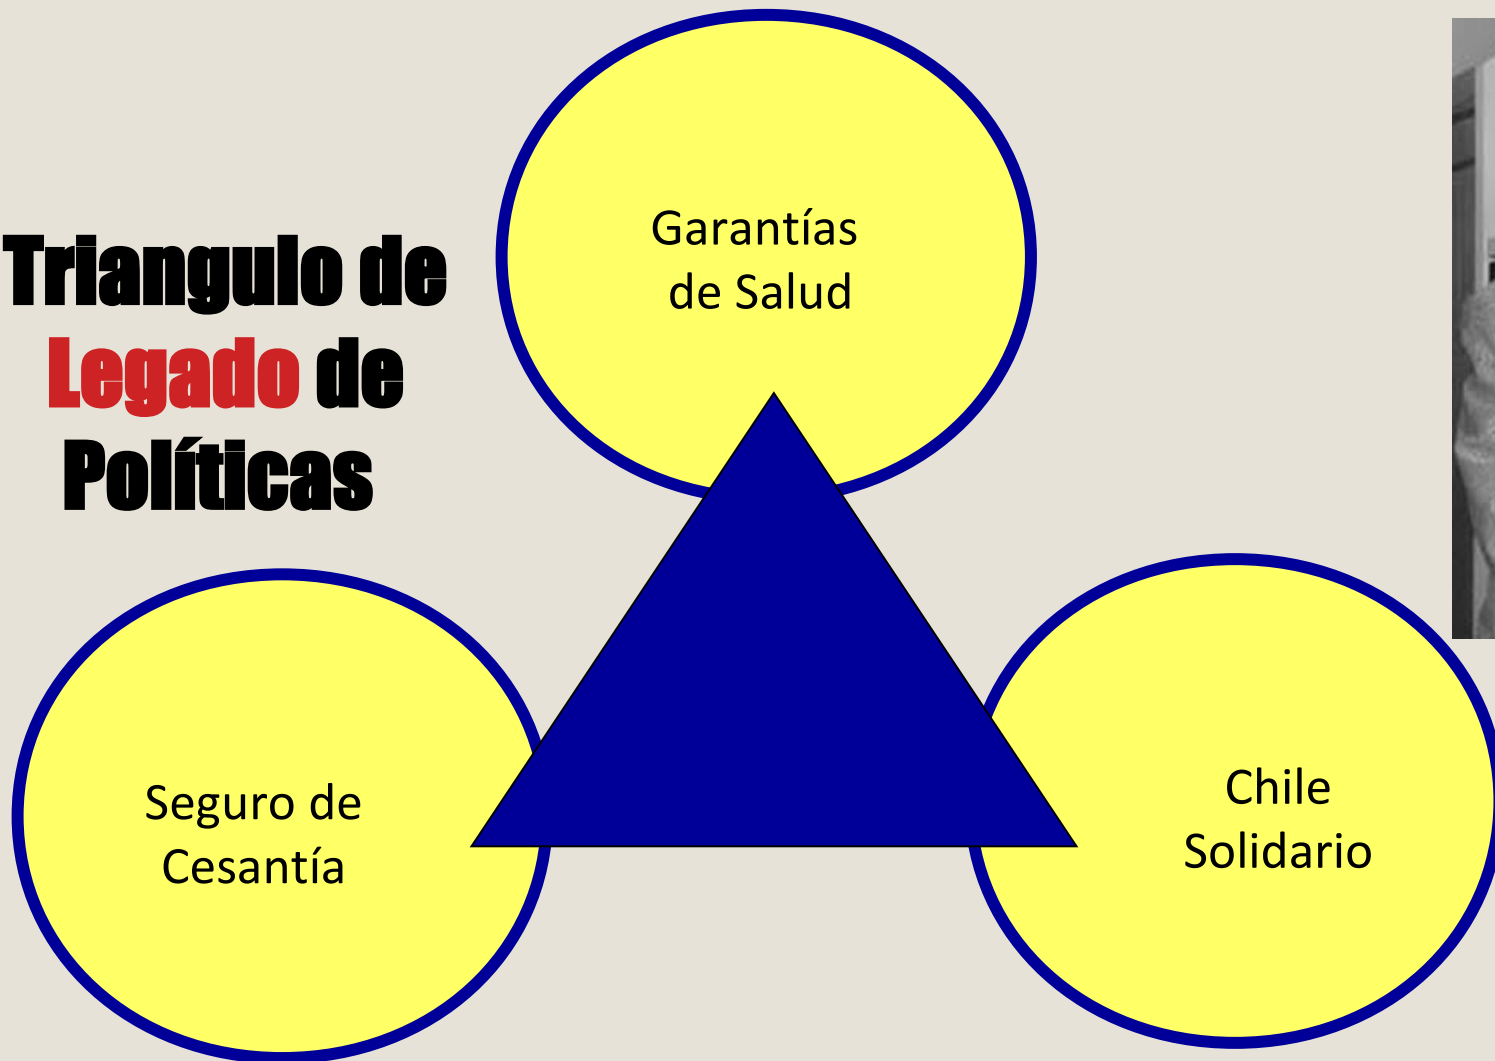 Triangulo de
Legado de
Políticas
Garantías
de Salud
Seguro de
Cesantía
Chile
Solidario